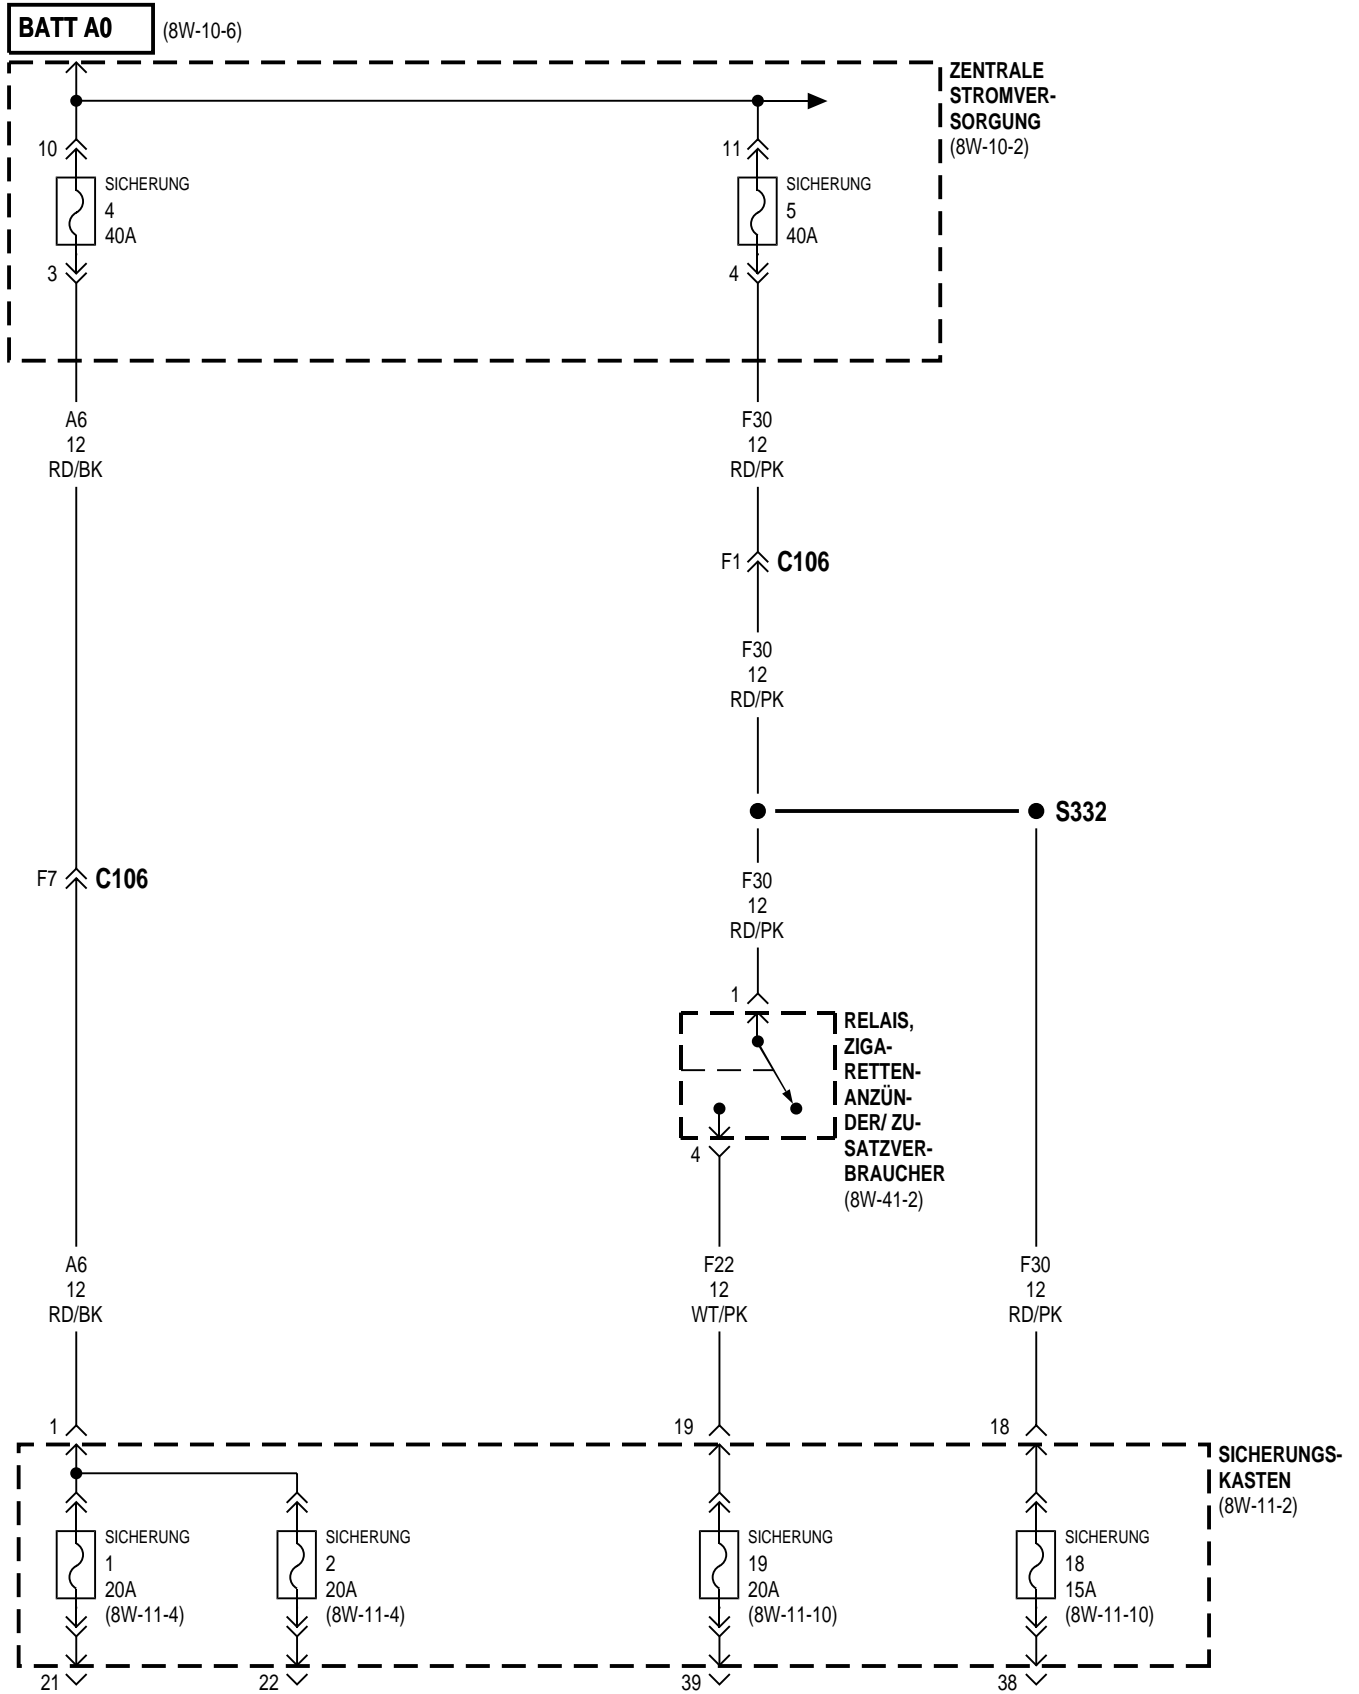 BATT A0 (8W-10-6)
ZENTRALE
STROMVER-
SORGUNG
(8W-10-2)
10
SICHERUNG
4
40A
3
11
SICHERUNG
5
40A
4
A6
12
RD/BK
F30
12
RD/PK
F1 C106
F30
12
RD/PK
S332
F7 C106
F30
12
RD/PK
1
RELAIS,
ZIGA-
RETTEN-
ANZÜN-
DER/ ZU-
SATZVER-
BRAUCHER
(8W-41-2)
4
A6
12
RD/BK
F22
12
WT/PK
F30
12
RD/PK
1
19
18
SICHERUNGS-
KASTEN
(8W-11-2)
SICHERUNG
1
20A
(8W-11-4)
SICHERUNG
2
20A
(8W-11-4)
SICHERUNG
19
20A
(8W-11-10)
SICHERUNG
18
15A
(8W-11-10)
21
22
39
38